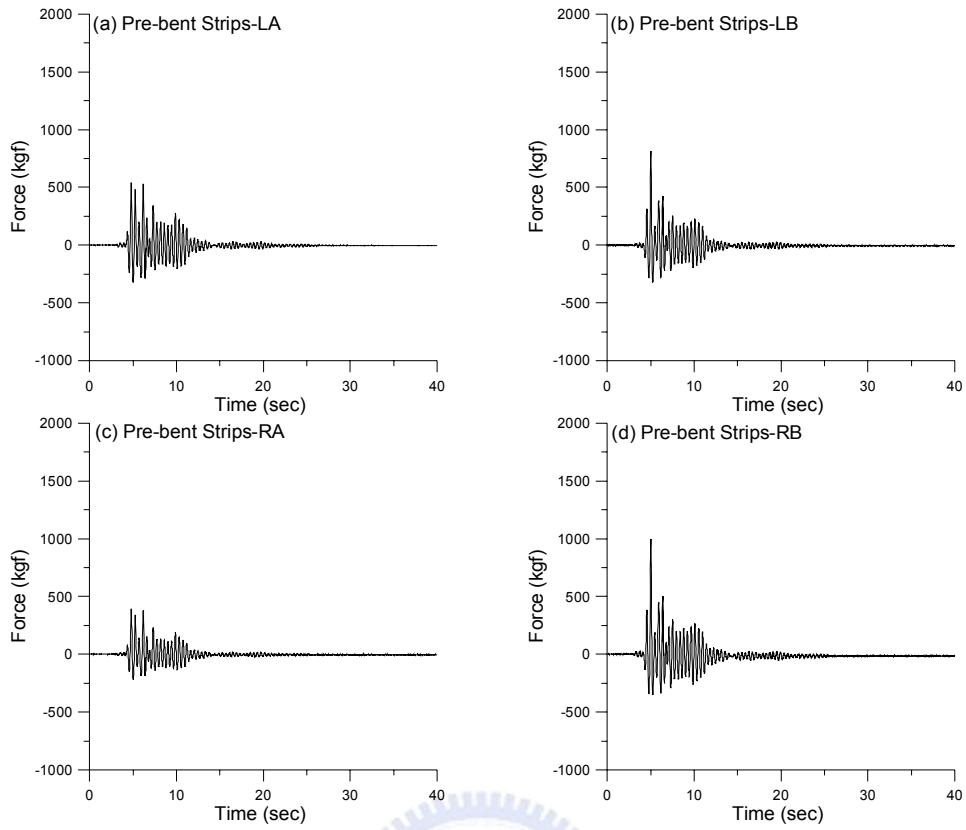 (a) Pre-bent Strips-LA
2000
1500
1000
500
0
-500
-1000
Force (kgf)
0 10 20 30 40
Time (sec)
(b) Pre-bent Strips-LB
2000
1500
1000
500
0
-500
-1000
Force (kgf)
0 10 20 30 40
Time (sec)
(c) Pre-bent Strips-RA
2000
1500
1000
500
0
-500
-1000
Force (kgf)
0 10 20 30 40
Time (sec)
(d) Pre-bent Strips-RB
2000
1500
1000
500
0
-500
-1000
Force (kgf)
0 10 20 30 40
Time (sec)